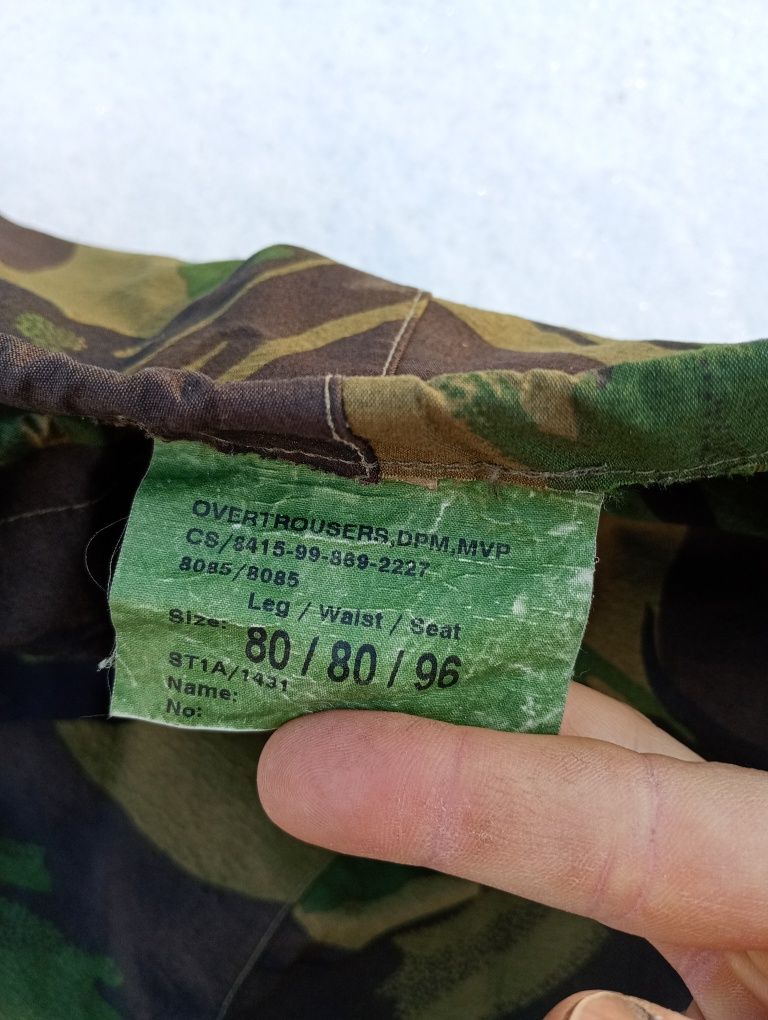 OVERTROUSERS,DPM,MVP
CS/8415-99-869-2227
8085/8085
Leg / Waist / Seat
Size: 80 / 80 / 96
ST1A/1431
Name:
No: